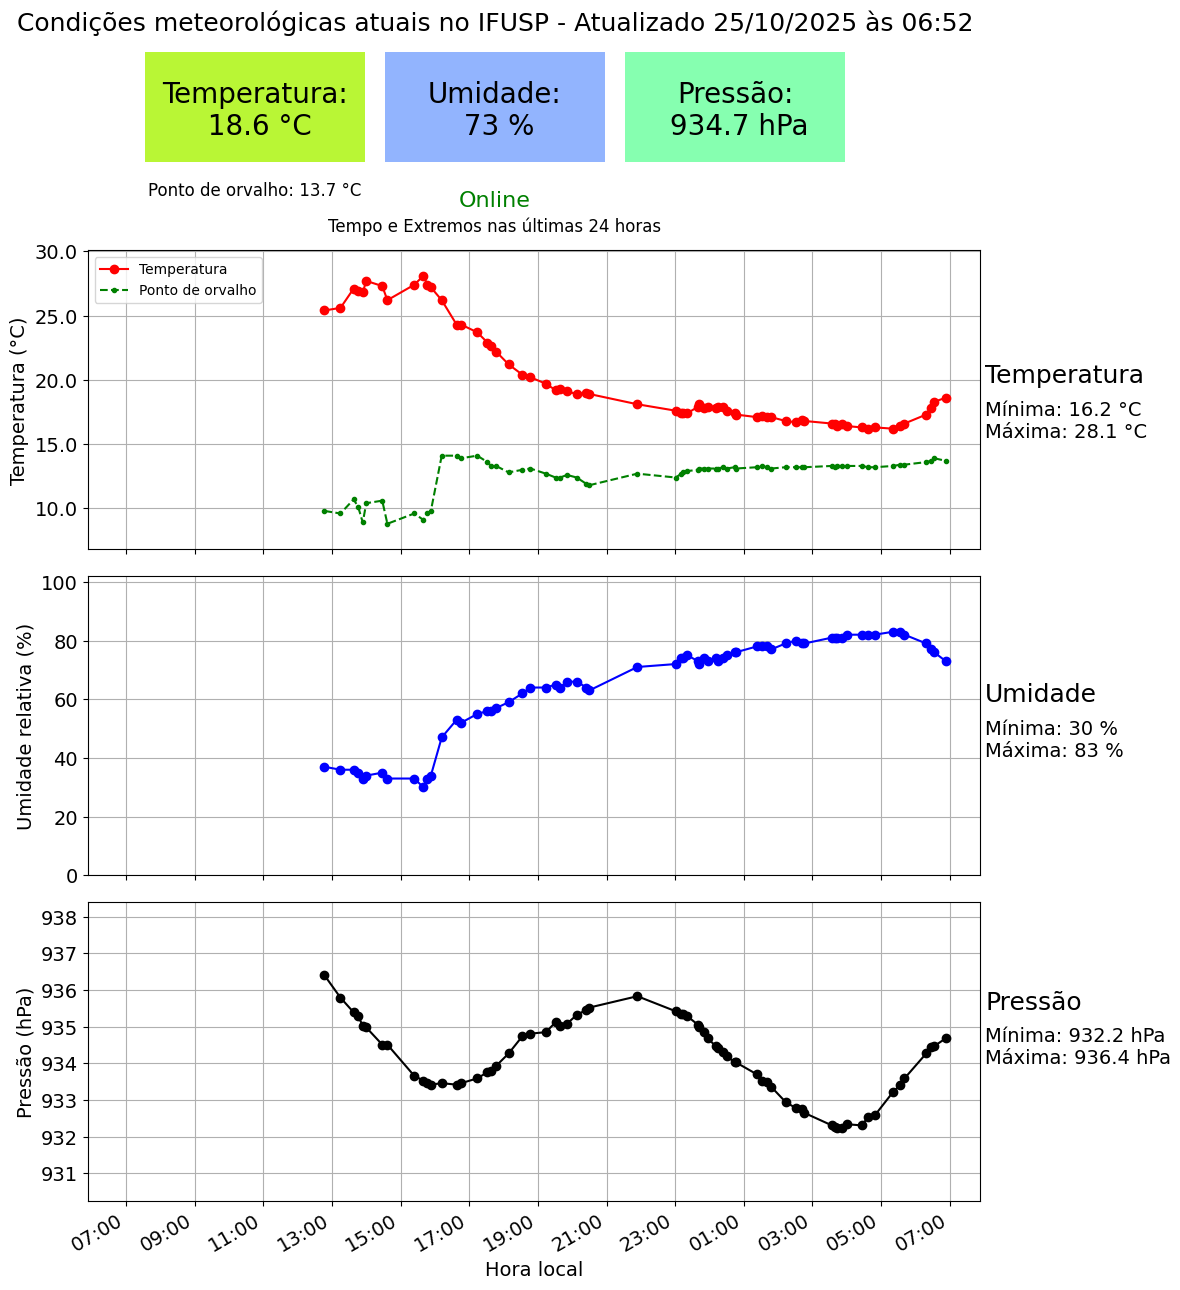 Condições meteorológicas atuais no IFUSP - Atualizado 25/10/2025 às 06:52
Temperatura:
18.6 °C
Umidade:
73 %
Pressão:
934.7 hPa
Ponto de orvalho: 13.7 °C
Online
Tempo e Extremos nas últimas 24 horas
Temperatura (°C)
30.0
25.0
20.0
15.0
10.0
Temperatura
Ponto de orvalho
Temperatura
Mínima: 16.2 °C
Máxima: 28.1 °C
Umidade relativa (%)
100
80
60
40
20
0
Umidade
Mínima: 30 %
Máxima: 83 %
Pressão (hPa)
938
937
936
935
934
933
932
931
Pressão
Mínima: 932.2 hPa
Máxima: 936.4 hPa
07:00
09:00
11:00
13:00
15:00
17:00
19:00
21:00
23:00
01:00
03:00
05:00
07:00
Hora local